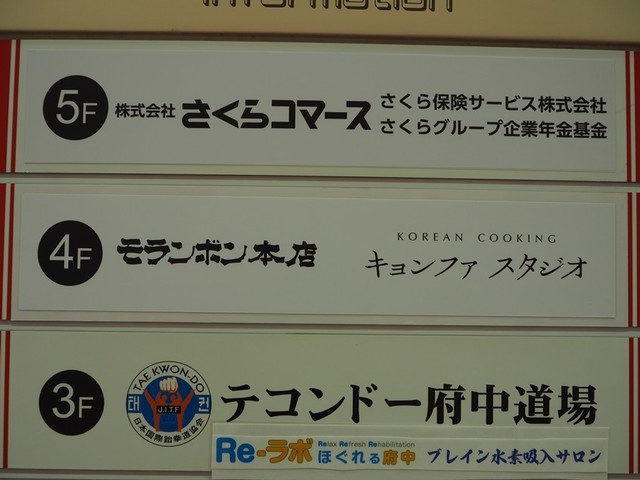 Information
5F 株式会社 さくらコマース さくら保険サービス株式会社
さくらグループ企業年金基金
4F モランボン本店 KOREAN COOKING
キョンファ スタジオ
3F TAE KWON-DO
태 권
J.I.T.F
日本国際跆拳道協会
テコンドー府中道場
Re-ラボ Relax Refresh Rehabilitation
ほぐれる府中 ブレイン水素吸入サロン